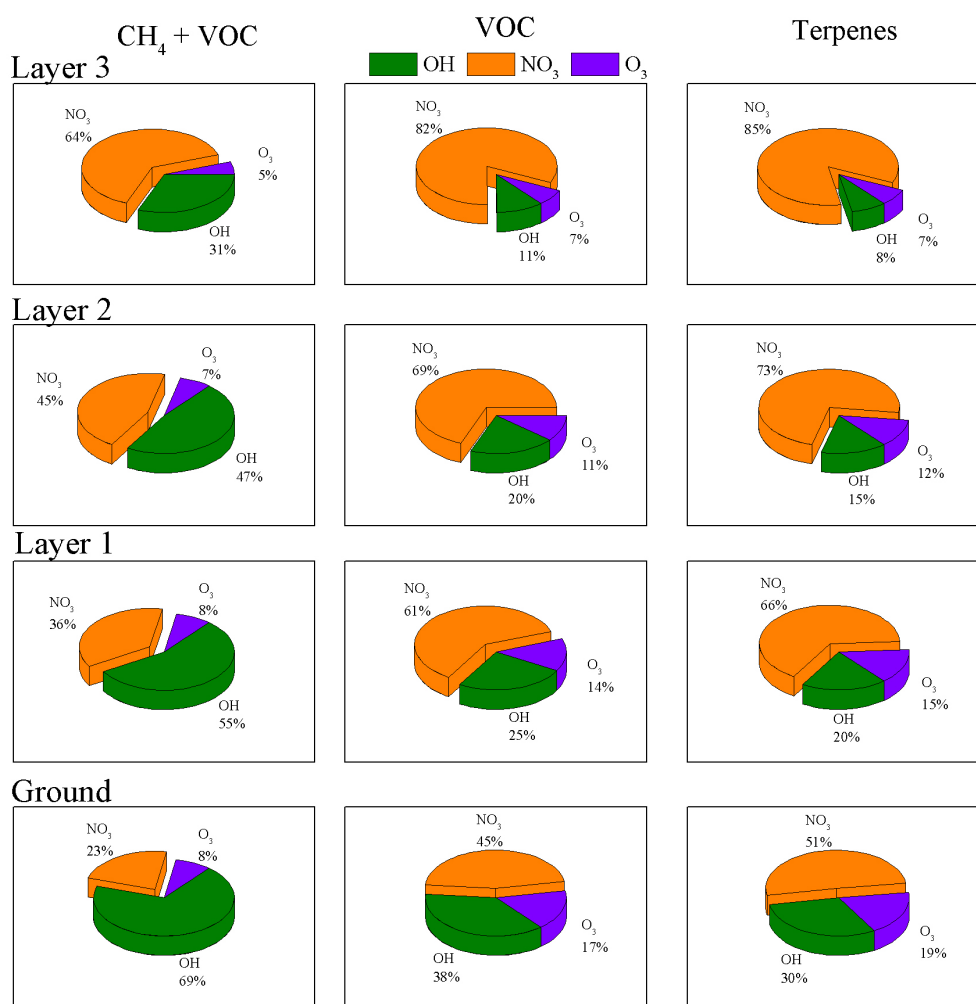 CH₄ + VOC
VOC
Terpenes
OH NO₃ O₃
Layer 3
NO₃
64%
O₃
5%
OH
31%
NO₃
82%
O₃
7%
OH
11%
NO₃
85%
O₃
7%
OH
8%
Layer 2
NO₃
45%
O₃
7%
OH
47%
NO₃
69%
O₃
11%
OH
20%
NO₃
73%
O₃
12%
OH
15%
Layer 1
NO₃
36%
O₃
8%
OH
55%
NO₃
61%
O₃
14%
OH
25%
NO₃
66%
O₃
15%
OH
20%
Ground
NO₃
23%
O₃
8%
OH
69%
NO₃
45%
O₃
17%
OH
38%
NO₃
51%
O₃
19%
OH
30%